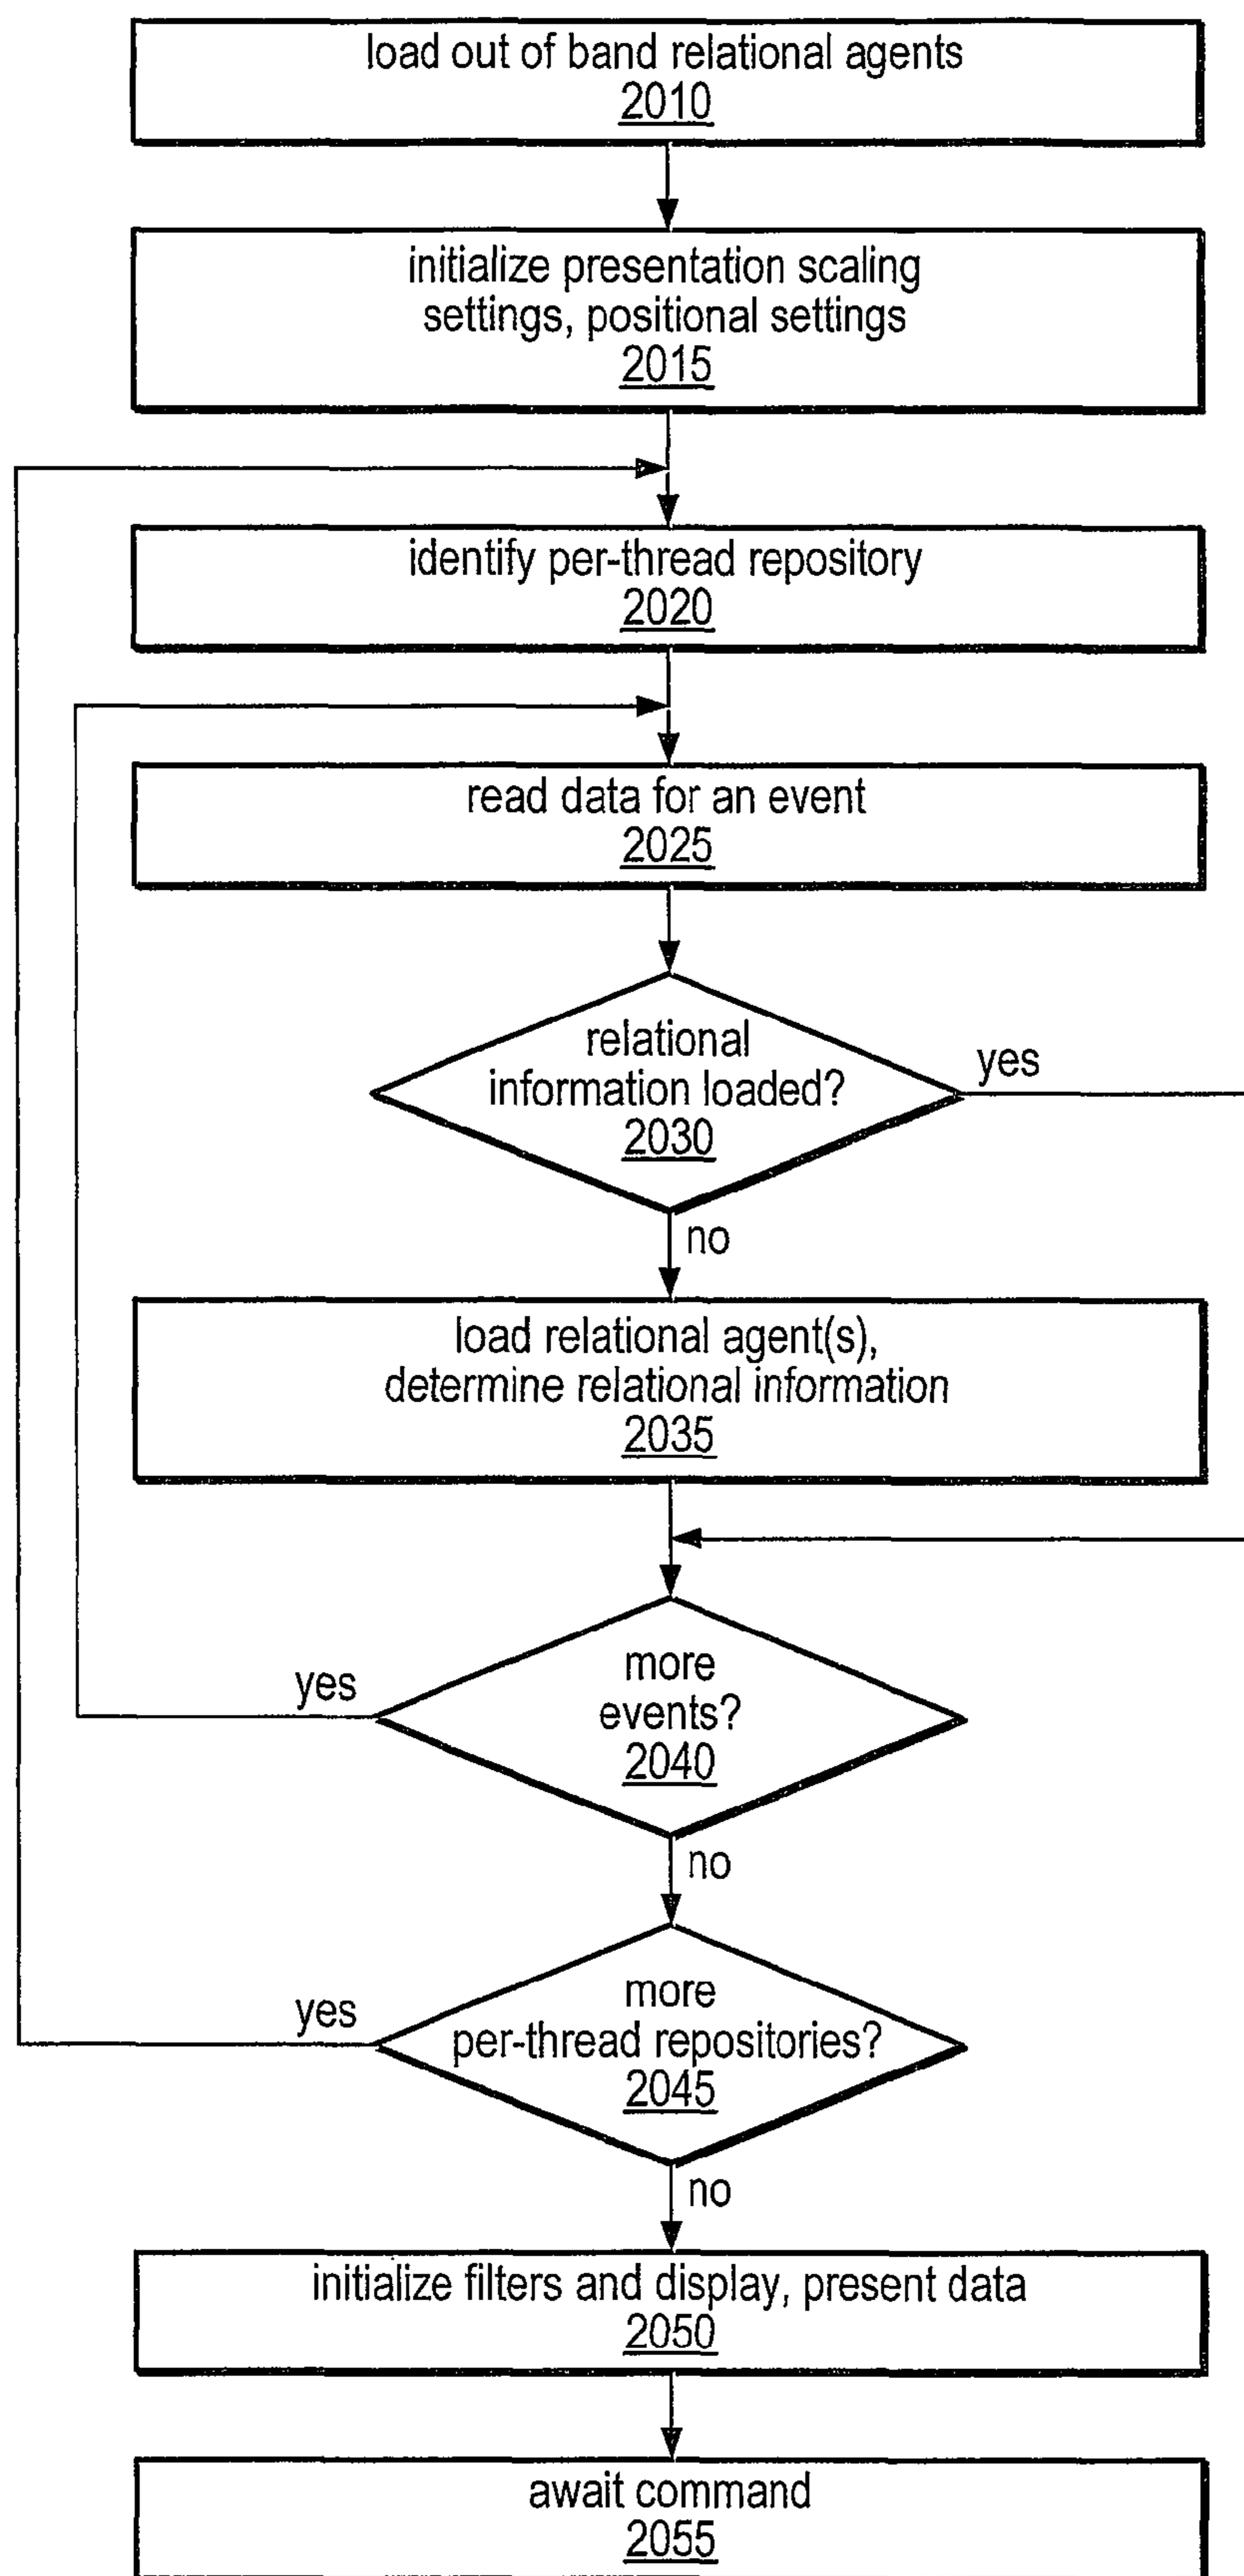 load out of band relational agents
2010
initialize presentation scaling
settings, positional settings
2015
identify per-thread repository
2020
read data for an event
2025
relational
information loaded?
2030
yes
no
load relational agent(s),
determine relational information
2035
more
events?
2040
yes
no
more
per-thread repositories?
2045
yes
no
initialize filters and display, present data
2050
await command
2055